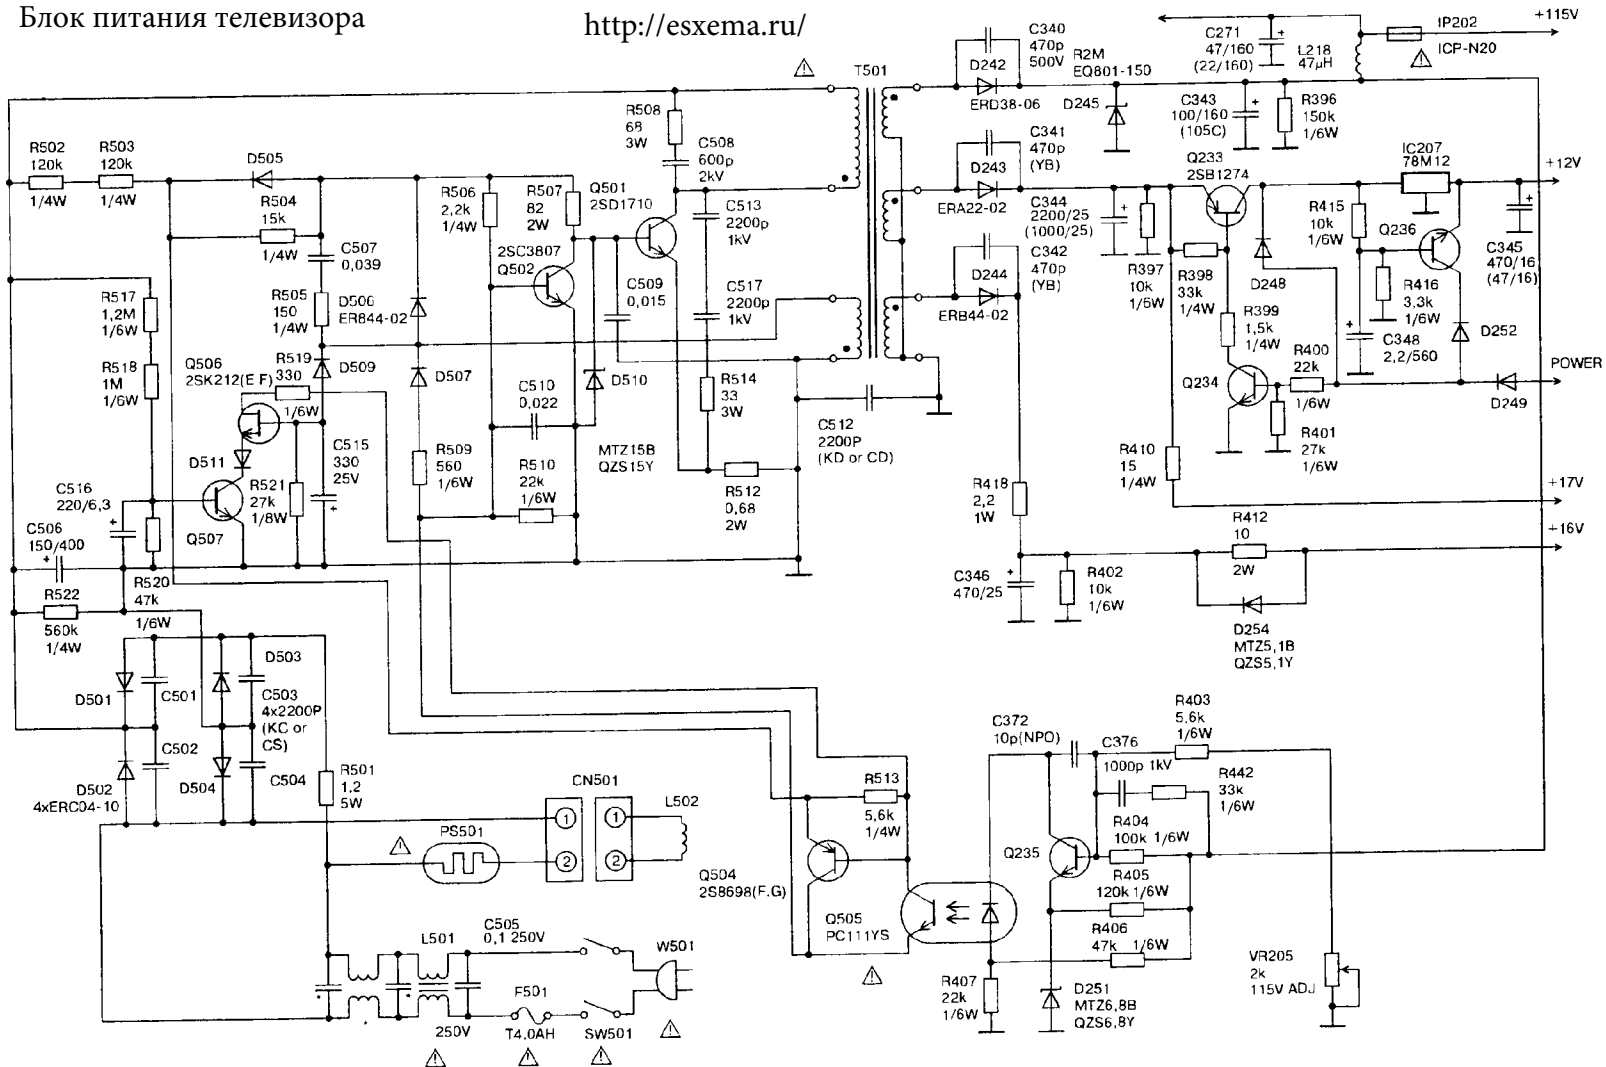 Блок питания телевизора
http://esxema.ru/
C340
470p
500V
D242
ERD38-06
R2M
EQ801-150
D245
C271
47/160
(22/160)
L218
47μH
IP202
ICP-N20
+115V
T501
R508
68
3W
C508
600p
2kV
C343
100/160
(105C)
R396
150k
1/6W
R502
120k
1/4W
R503
120k
1/4W
D505
R504
15k
1/4W
C507
0,039
R505
150
1/4W
D506
ER844-02
R506
2,2k
1/4W
R507
82
2W
2SC3807
Q502
Q501
2SD1710
C513
2200p
1kV
C509
0,015
C517
2200p
1kV
C341
470p
(YB)
D243
ERA22-02
C344
2200/25
(1000/25)
C342
470p
(YB)
D244
ERB44-02
Q233
2SB1274
IC207
78M12
+12V
R415
10k
1/6W
Q236
C345
470/16
(47/16)
R397
10k
1/6W
R398
33k
1/4W
D248
R416
3,3k
1/6W
R399
1,5k
1/4W
C348
2,2/560
D252
R517
1,2M
1/6W
R518
1M
1/6W
Q506
2SK212(E F)
R519
330
1/6W
D509
D507
C510
0,022
D510
MTZ15B
QZS15Y
R514
33
3W
C512
2200P
(KD or CD)
Q234
R400
22k
1/6W
R401
27k
1/6W
POWER
D249
D511
R521
27k
1/8W
C515
330
25V
R509
560
1/6W
R510
22k
1/6W
R512
0,68
2W
C516
220/6,3
C506
150/400
Q507
R520
47k
1/6W
R522
560k
1/4W
R410
15
1/4W
R418
2,2
1W
+17V
R412
10
2W
+16V
C346
470/25
R402
10k
1/6W
D254
MTZ5,1B
QZS5,1Y
D501
C501
D503
C503
4x2200P
(KC or
CS)
D502
4xERC04-10
C502
D504
C504
R501
1,2
5W
CN501
1
2
1
2
L502
PS501
R513
5,6k
1/4W
Q504
2S8698(F.G)
Q505
PC111YS
C372
10p(NPO)
C376
1000p 1kV
R403
5,6k
1/6W
R442
33k
1/6W
R404
100k 1/6W
Q235
R405
120k 1/6W
R406
47k 1/6W
R407
22k
1/6W
D251
MTZ6,8B
QZS6,8Y
VR205
2k
115V ADJ
L501
C505
0,1 250V
W501
F501
T4,0AH
SW501
250V